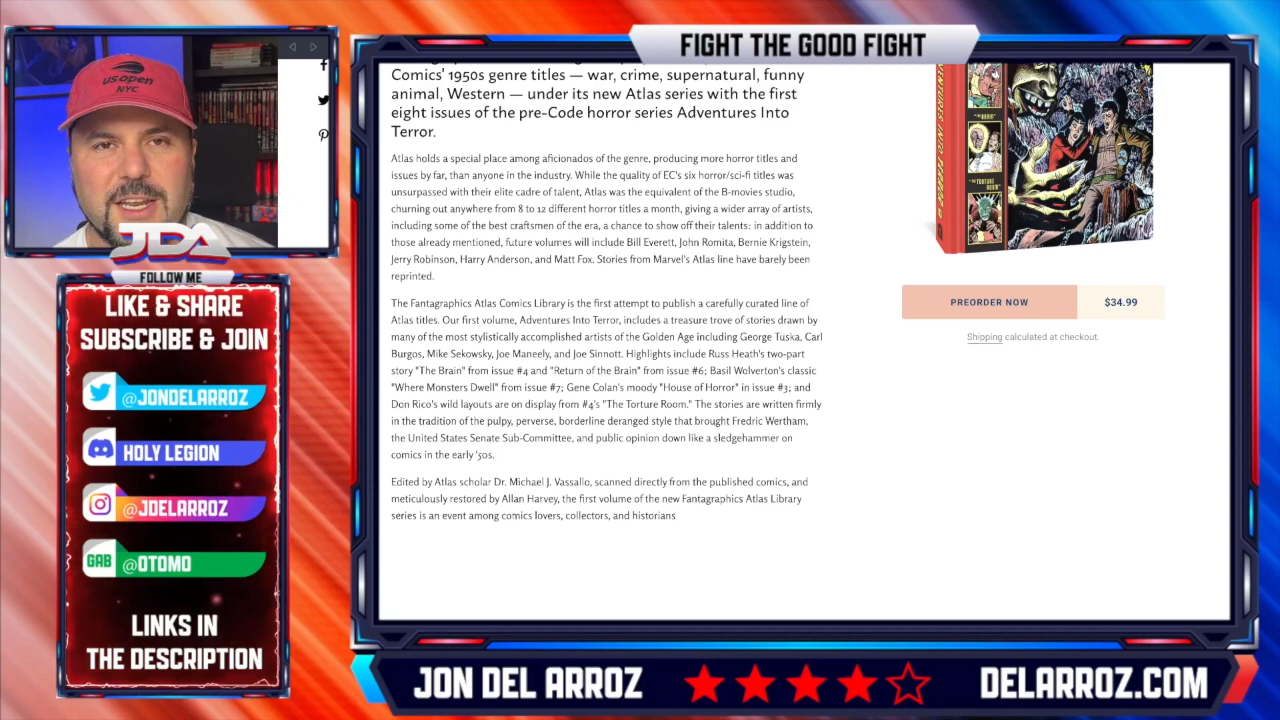 us open
NYC
JDA
FOLLOW ME
LIKE & SHARE
SUBSCRIBE & JOIN
@JONDELARROZ
HOLY LEGION
@JDELARROZ
GAB
@OTOMO
LINKS IN
THE DESCRIPTION
FIGHT THE GOOD FIGHT
Comics' 1950s genre titles — war, crime, supernatural, funny
animal, Western — under its new Atlas series with the first
eight issues of the pre-Code horror series Adventures Into
Terror.
Atlas holds a special place among aficionados of the genre, producing more horror titles and
issues by far, than anyone in the industry. While the quality of EC's six horror/sci-fi titles was
unsurpassed with their elite cadre of talent, Atlas was the equivalent of the B-movies studio,
churning out anywhere from 8 to 12 different horror titles a month, giving a wider array of artists,
including some of the best craftsmen of the era, a chance to show off their talents: in addition to
those already mentioned, future volumes will include Bill Everett, John Romita, Bernie Krigstein,
Jerry Robinson, Harry Anderson, and Matt Fox. Stories from Marvel's Atlas line have barely been
reprinted.
The Fantagraphics Atlas Comics Library is the first attempt to publish a carefully curated line of
Atlas titles. Our first volume, Adventures Into Terror, includes a treasure trove of stories drawn by
many of the most stylistically accomplished artists of the Golden Age including George Tuska, Carl
Burgos, Mike Sekowsky, Joe Maneely, and Joe Sinnott. Highlights include Russ Heath's two-part
story "The Brain" from issue #4 and "Return of the Brain" from issue #6; Basil Wolverton's classic
"Where Monsters Dwell" from issue #7; Gene Colan's moody "House of Horror" in issue #3; and
Don Rico's wild layouts are on display from #4's "The Torture Room." The stories are written firmly
in the tradition of the pulpy, perverse, borderline deranged style that brought Fredric Wertham,
the United States Senate Sub-Committee, and public opinion down like a sledgehammer on
comics in the early '50s.
Edited by Atlas scholar Dr. Michael J. Vassallo, scanned directly from the published comics, and
meticulously restored by Allan Harvey, the first volume of the new Fantagraphics Atlas Library
series is an event among comics lovers, collectors, and historians
PREORDER NOW
$34.99
Shipping calculated at checkout.
JON DEL ARROZ
DELARROZ.COM